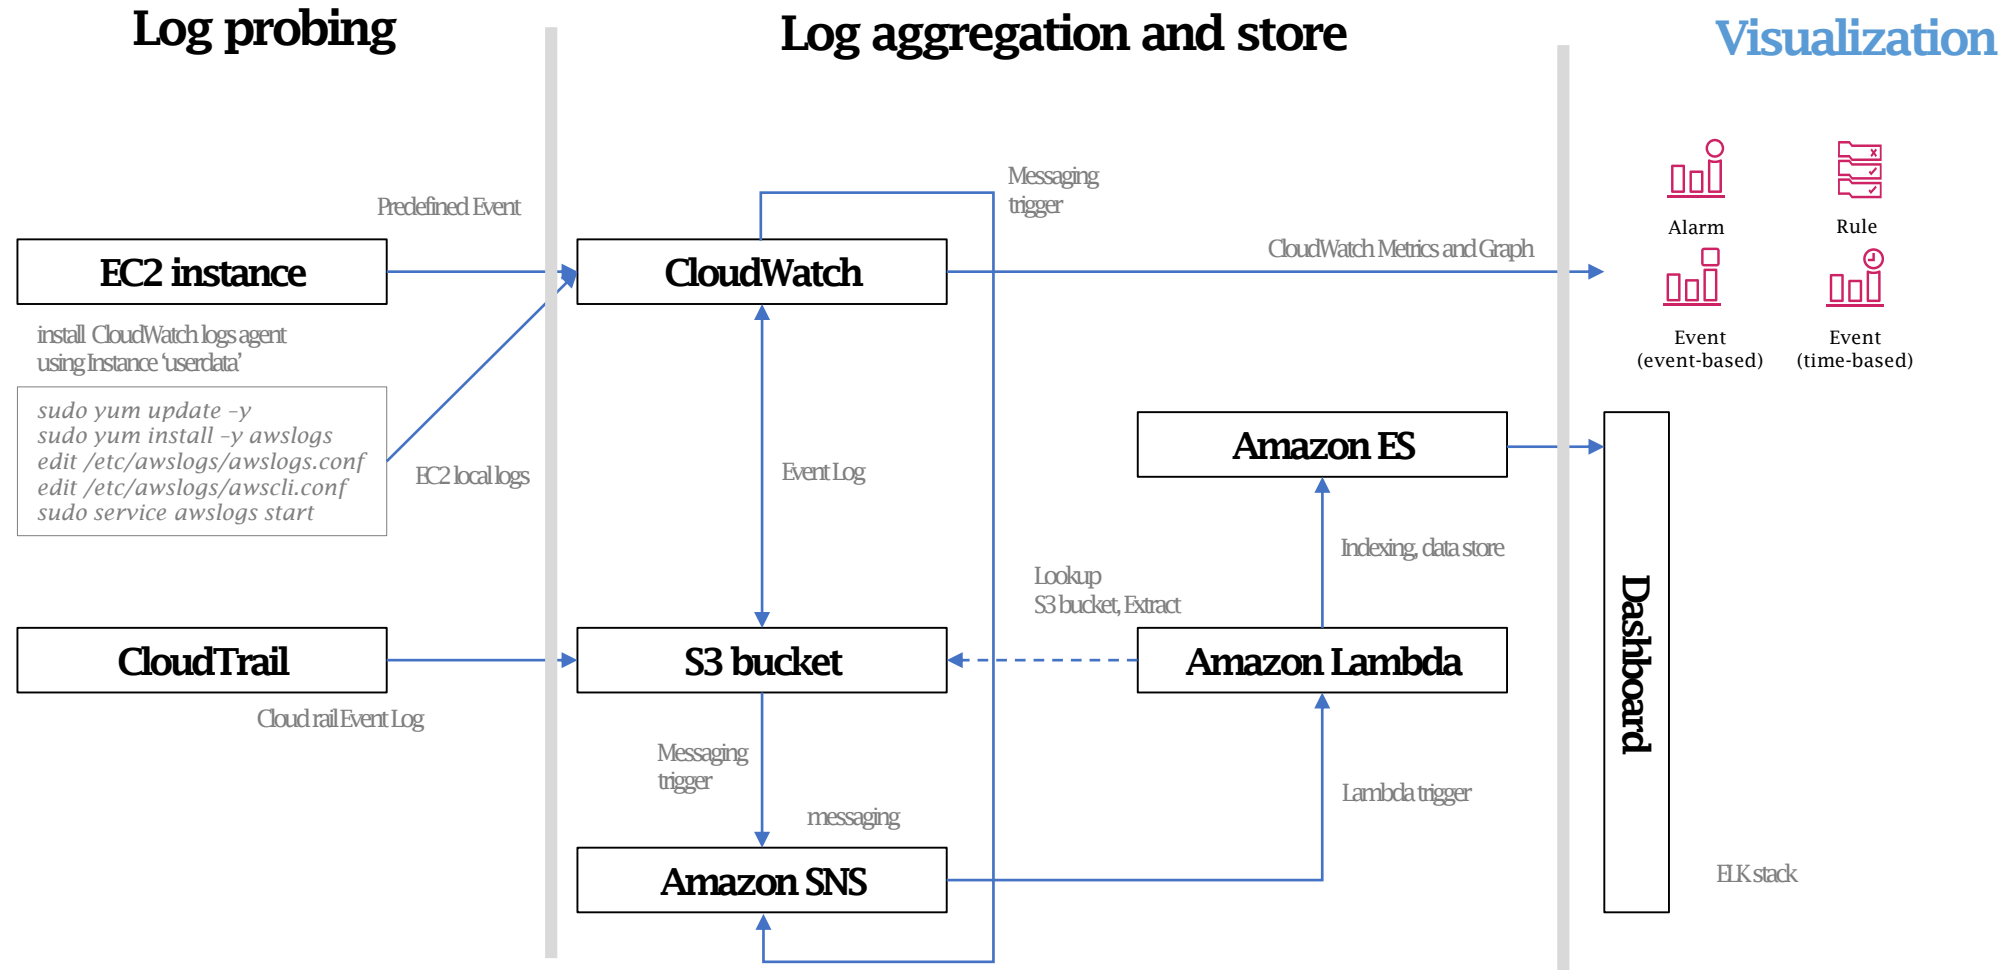 Log probing
Log aggregation and store
Visualization
Predefined Event
EC2 instance
install CloudWatch logs agent
using Instance ‘userdata’
sudo yum update –y
sudo yum install –y awslogs
edit /etc/awslogs/awslogs.conf
edit /etc/awslogs/awscli.conf
sudo service awslogs start
EC2 local logs
CloudTrail
Cloud rail Event Log
Messaging
trigger
CloudWatch
CloudWatch Metrics and Graph
Event Log
Amazon ES
Indexing, data store
Lookup
S3 bucket, Extract
S3 bucket
Amazon Lambda
Messaging
trigger
messaging
Lambda trigger
Amazon SNS
Alarm
Rule
Event
(event-based)
Event
(time-based)
Dashboard
ELK stack